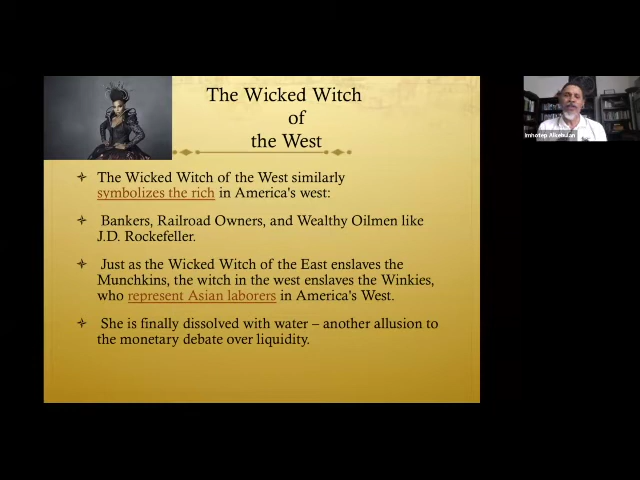 The Wicked Witch
of
the West
The Wicked Witch of the West similarly
symbolizes the rich in America's west:
Bankers, Railroad Owners, and Wealthy Oilmen like
J.D. Rockefeller.
Just as the Wicked Witch of the East enslaves the
Munchkins, the witch in the west enslaves the Winkies,
who represent Asian laborers in America's West.
She is finally dissolved with water – another allusion to
the monetary debate over liquidity.
Imhotep Alkebulan